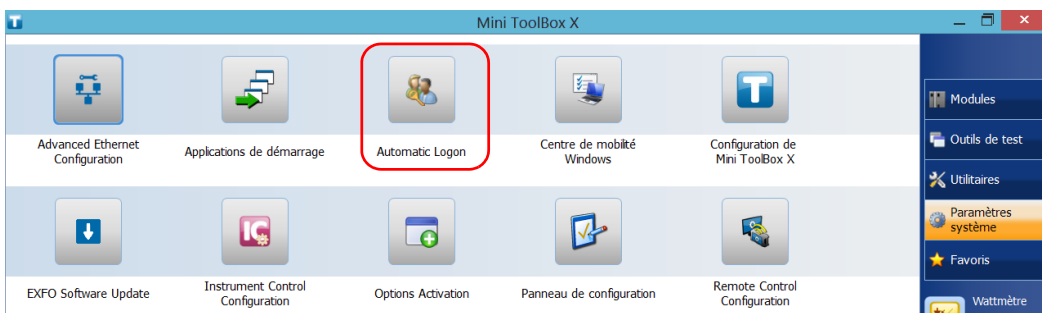 Mini ToolBox X
Advanced Ethernet
Configuration
Applications de démarrage
Automatic Logon
Centre de mobilité
Windows
Configuration de
Mini ToolBox X
EXFO Software Update
Instrument Control
Configuration
Options Activation
Panneau de configuration
Remote Control
Configuration
Modules
Outils de test
Utilitaires
Paramètres
système
Favoris
Wattmètre